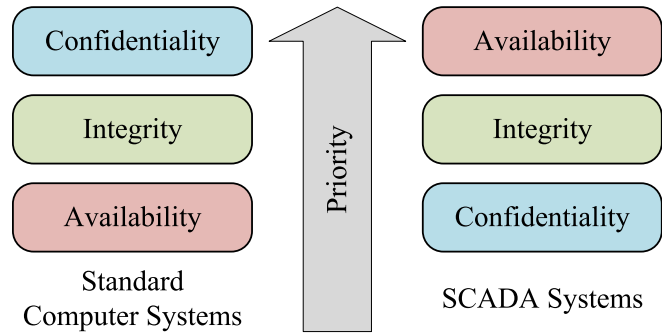 Confidentiality
Integrity
Availability
Standard
Computer Systems
Priority
Availability
Integrity
Confidentiality
SCADA Systems